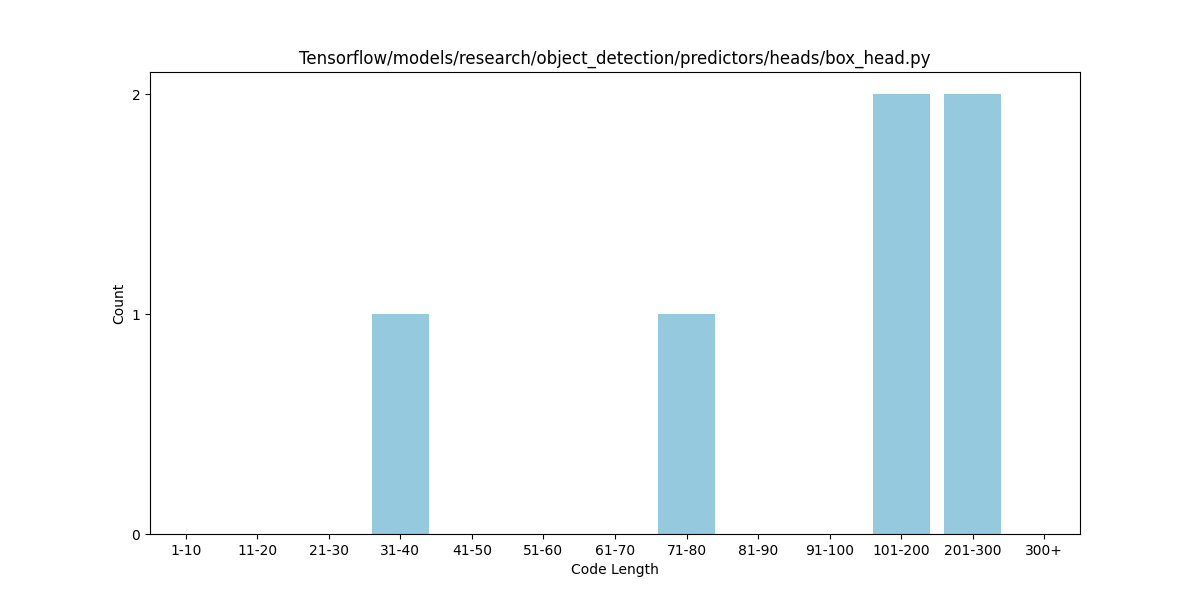 Tensorflow/models/research/object_detection/predictors/heads/box_head.py
2
1
0
Count
1-10 11-20 21-30 31-40 41-50 51-60 61-70 71-80 81-90 91-100 101-200 201-300 300+
Code Length